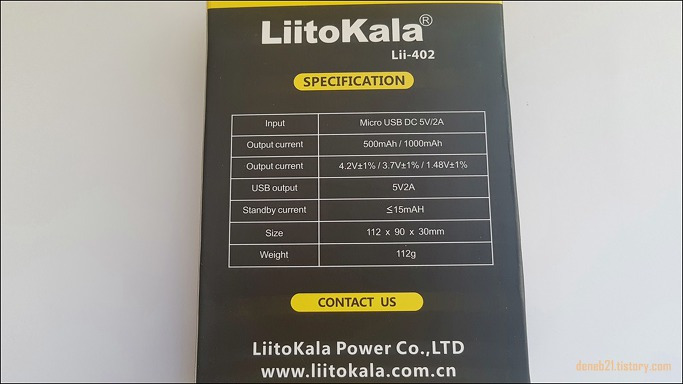 LiitoKala®
Lii-402
SPECIFICATION
Input Micro USB DC 5V/2A
Output current 500mAh / 1000mAh
Output current 4.2V±1% / 3.7V±1% / 1.48V±1%
USB output 5V2A
Standby current ≦15mAH
Size 112 x 90 x 30mm
Weight 112g
CONTACT US
LiitoKala Power Co.,LTD
www.liitokala.com.cn
deneb21.tistory.com